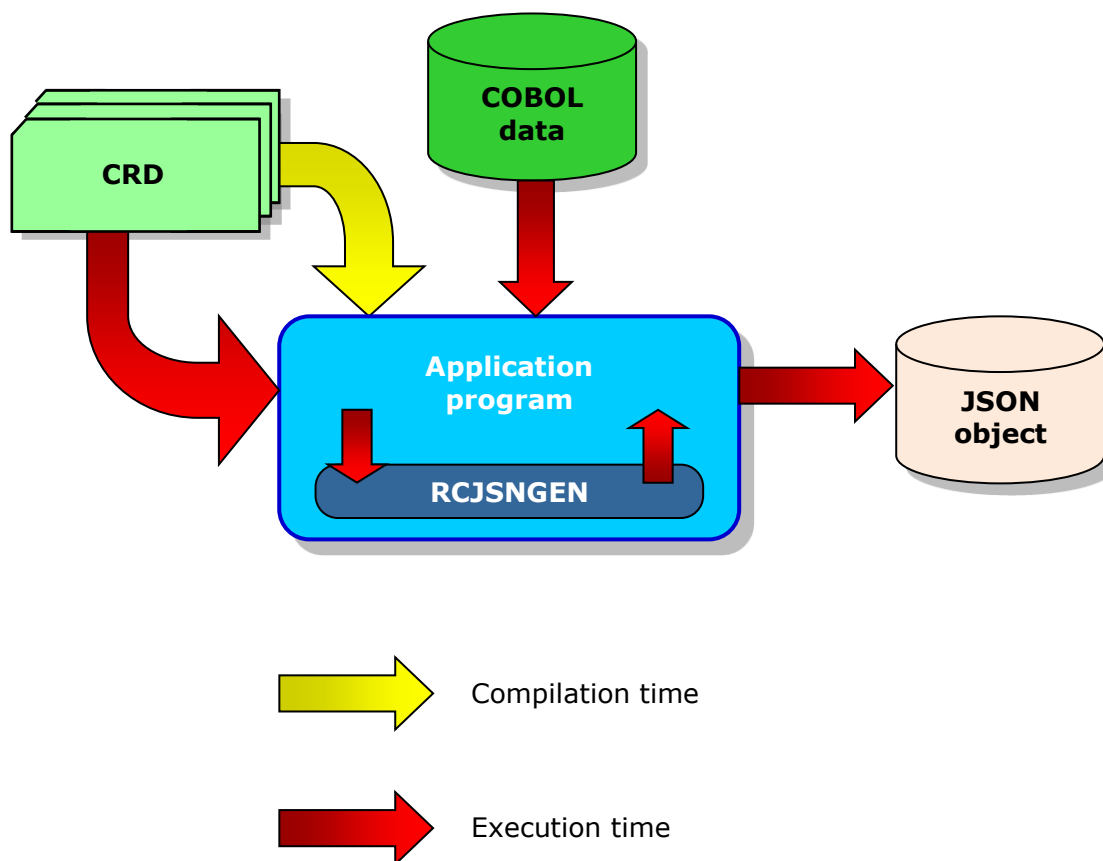 COBOL
data
CRD
Application
program
RCJSNGEN
JSON
object
Compilation time
Execution time